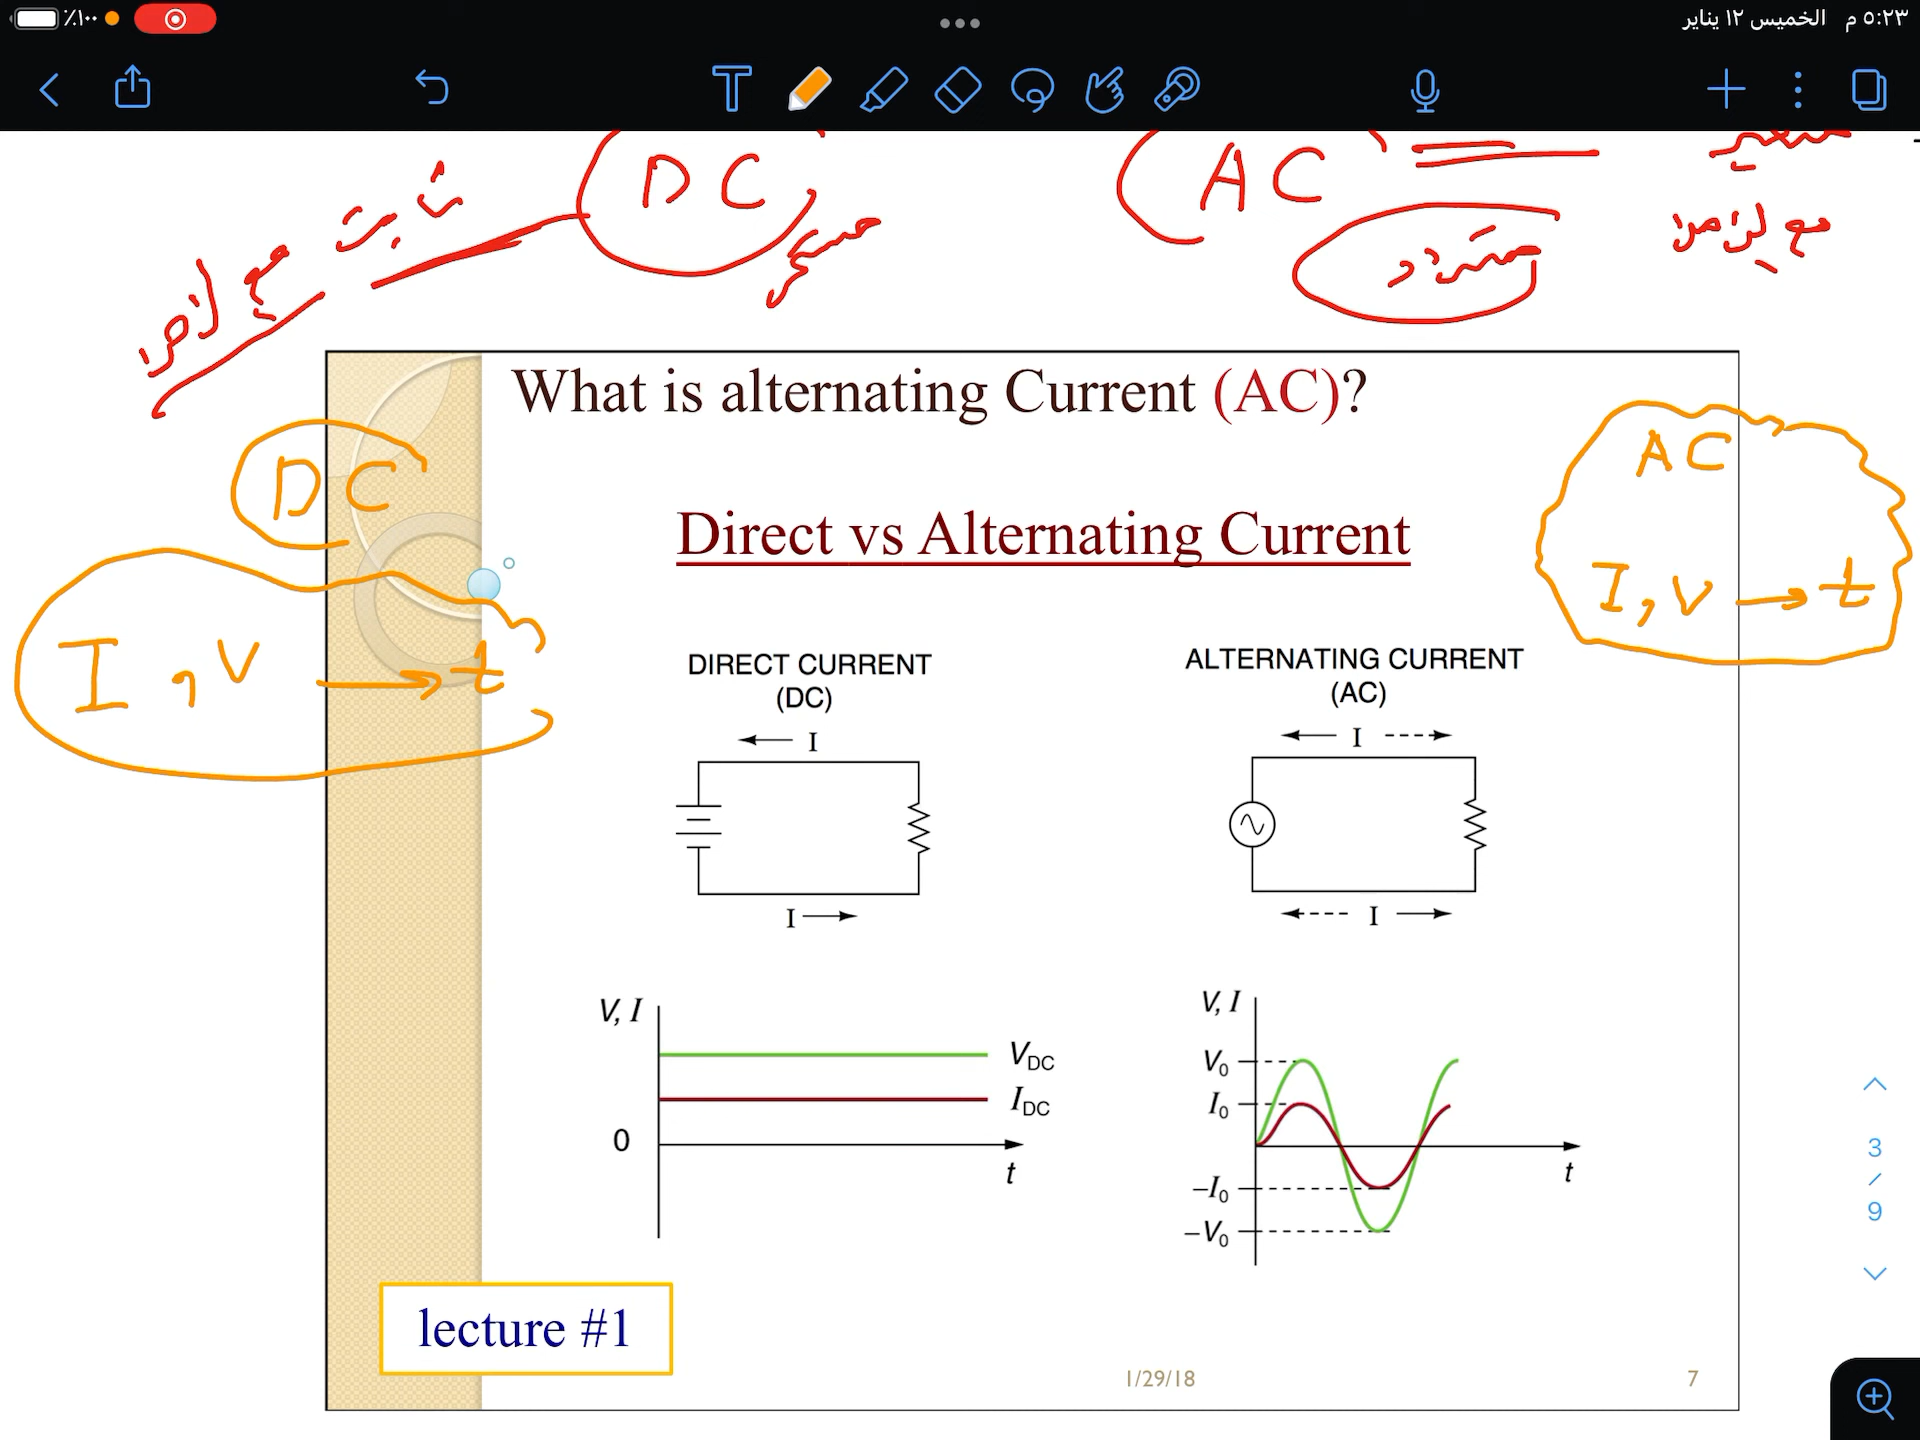 ٪١٠٠
٥:٢٣ م الخميس ١٢ يناير
DC
AC
ثابت مع الزمن
مستمر
متردد
مع الزمن
What is alternating Current (AC)?
DC
AC
Direct vs Alternating Current
I, V → t
I, V → t
DIRECT CURRENT
(DC)
I
I
ALTERNATING CURRENT
(AC)
I
I
V, I
VDC
IDC
0
t
V, I
V0
I0
–I0
–V0
t
3
/
9
lecture #1
1/29/18
7